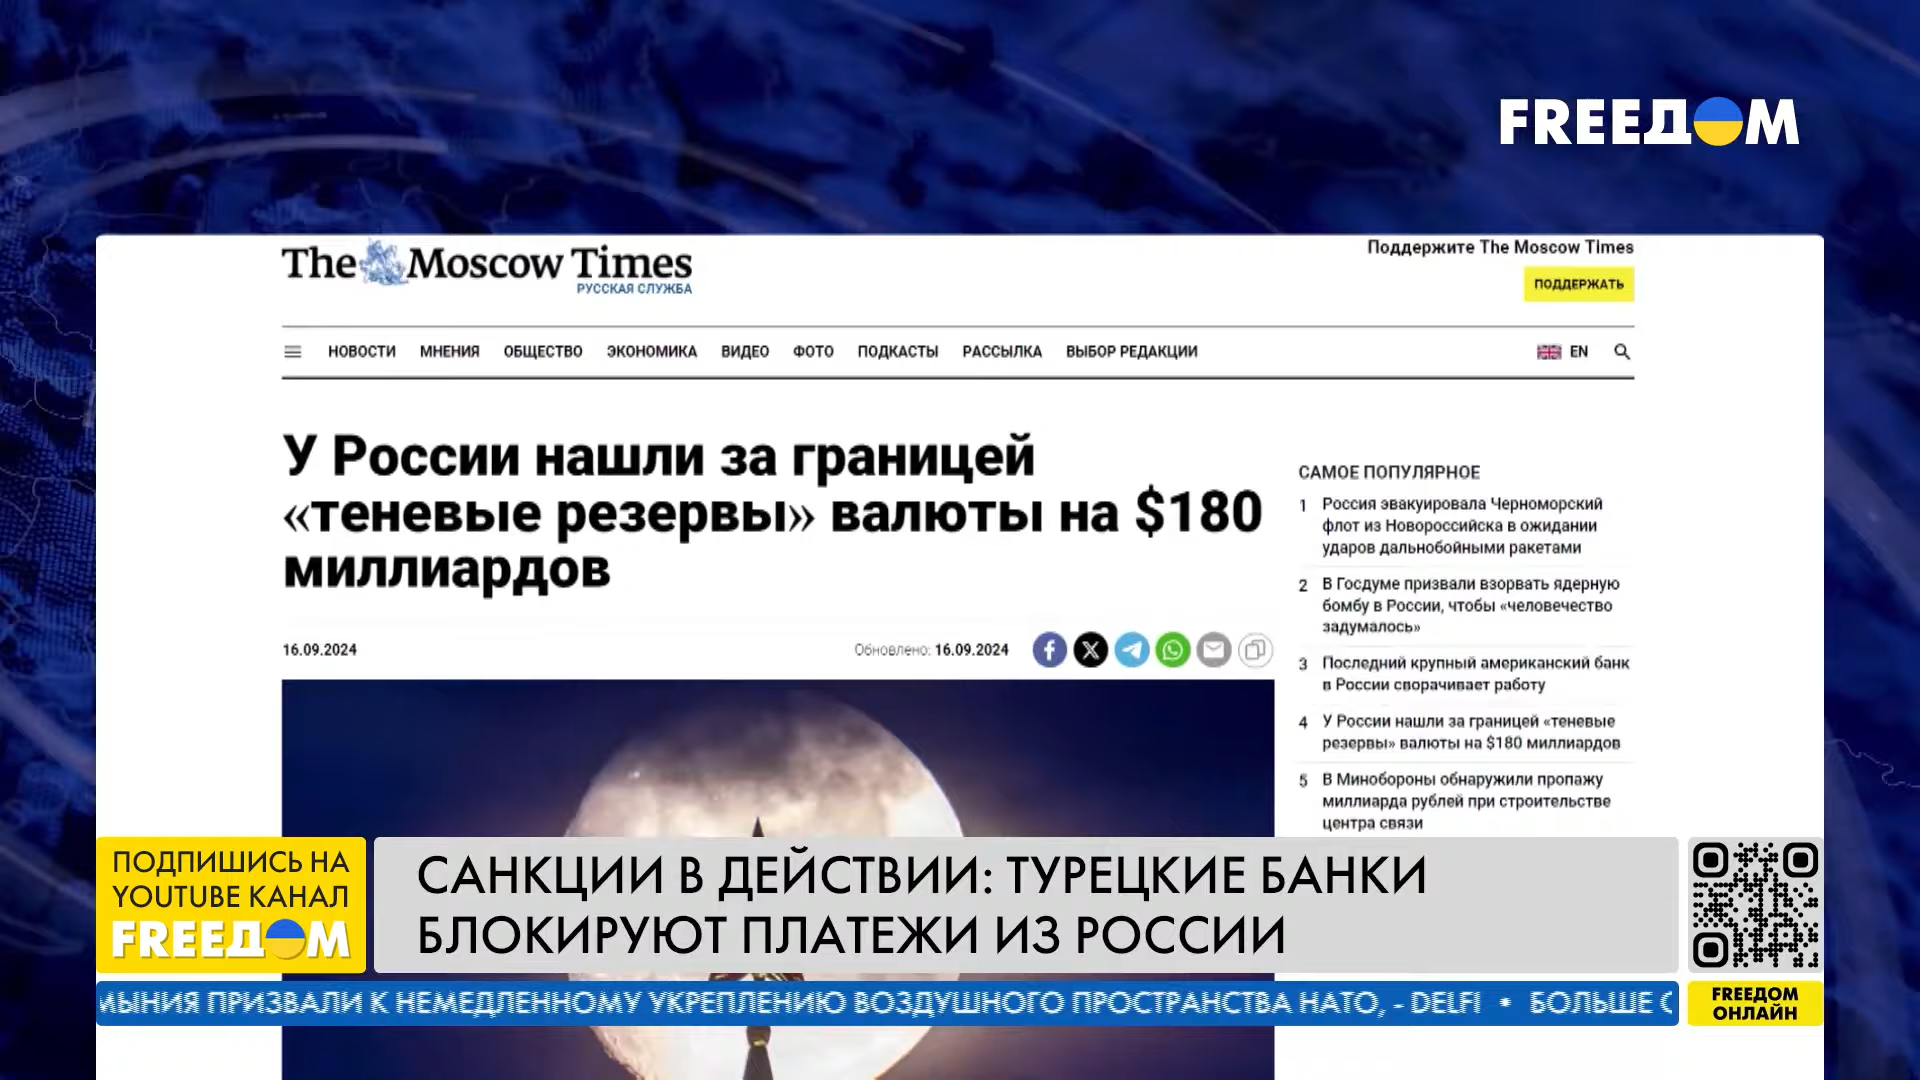 FREEДOM
The Moscow Times
РУССКАЯ СЛУЖБА
Поддержите The Moscow Times
ПОДДЕРЖАТЬ
НОВОСТИ МНЕНИЯ ОБЩЕСТВО ЭКОНОМИКА ВИДЕО ФОТО ПОДКАСТЫ РАССЫЛКА ВЫБОР РЕДАКЦИИ EN
У России нашли за границей
«теневые резервы» валюты на $180
миллиардов
16.09.2024
Обновлено: 16.09.2024
САМОЕ ПОПУЛЯРНОЕ
1 Россия эвакуировала Черноморский
флот из Новороссийска в ожидании
ударов дальнобойными ракетами
2 В Госдуме призвали взорвать ядерную
бомбу в России, чтобы «человечество
задумалось»
3 Последний крупный американский банк
в России сворачивает работу
4 У России нашли за границей «теневые
резервы» валюты на $180 миллиардов
5 В Минобороны обнаружили пропажу
миллиарда рублей при строительстве
центра связи
ПОДПИШИСЬ НА
YOUTUBE КАНАЛ
FREEДOM
САНКЦИИ В ДЕЙСТВИИ: ТУРЕЦКИЕ БАНКИ
БЛОКИРУЮТ ПЛАТЕЖИ ИЗ РОССИИ
МЫНИЯ ПРИЗВАЛИ К НЕМЕДЛЕННОМУ УКРЕПЛЕНИЮ ВОЗДУШНОГО ПРОСТРАНСТВА НАТО, - DELFI • БОЛЬШЕ
FREEДОМ
ОНЛАЙН